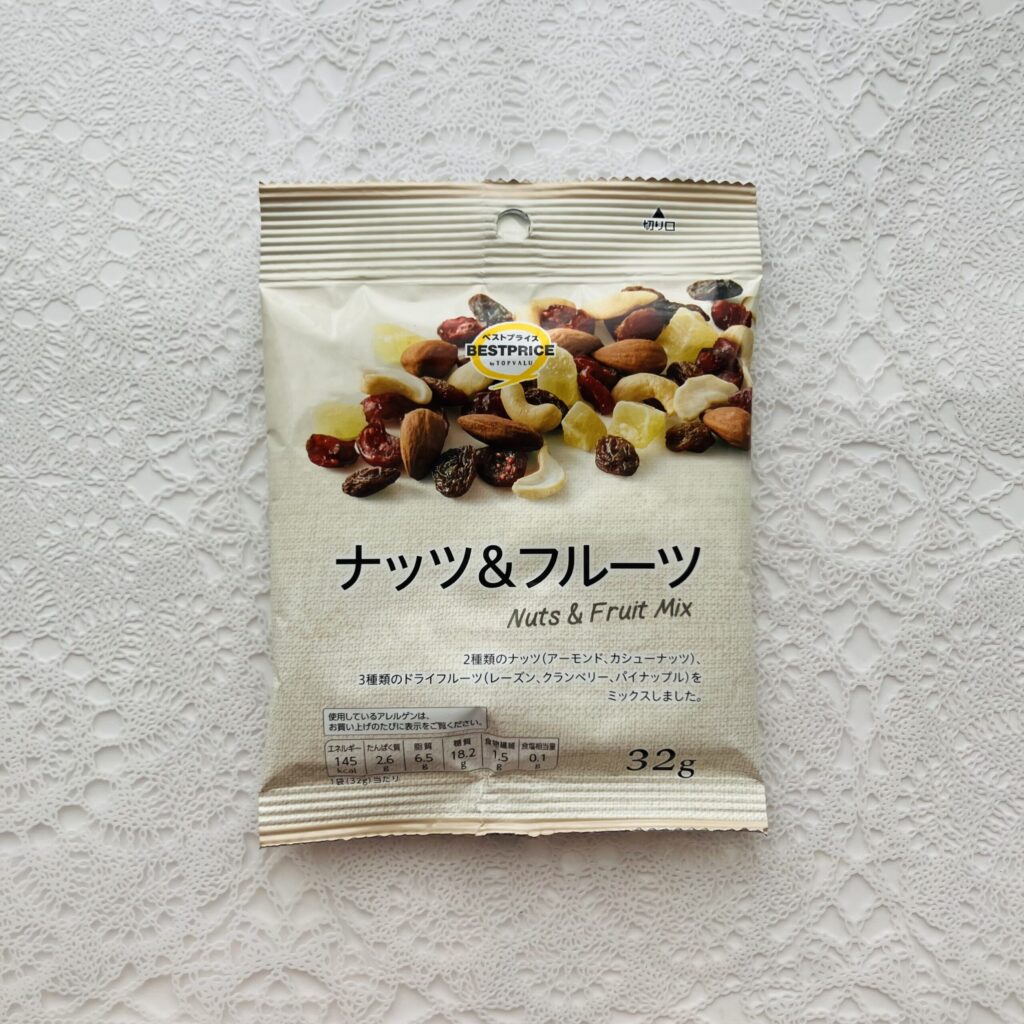 切り口
ベストプライス
BESTPRICE
by TOPVALU
ナッツ&フルーツ
Nuts & Fruit Mix
2種類のナッツ(アーモンド、カシューナッツ)、
3種類のドライフルーツ(レーズン、クランベリー、パイナップル)を
ミックスしました。
使用しているアレルゲンは、
お買い上げのたびに表示をご覧ください。
エネルギー たんぱく質 脂質 糖質 食物繊維 食塩相当量
145 2.6 6.5 18.2 1.5 0.1
kcal g g g g g
1袋(32g)当たり
32g